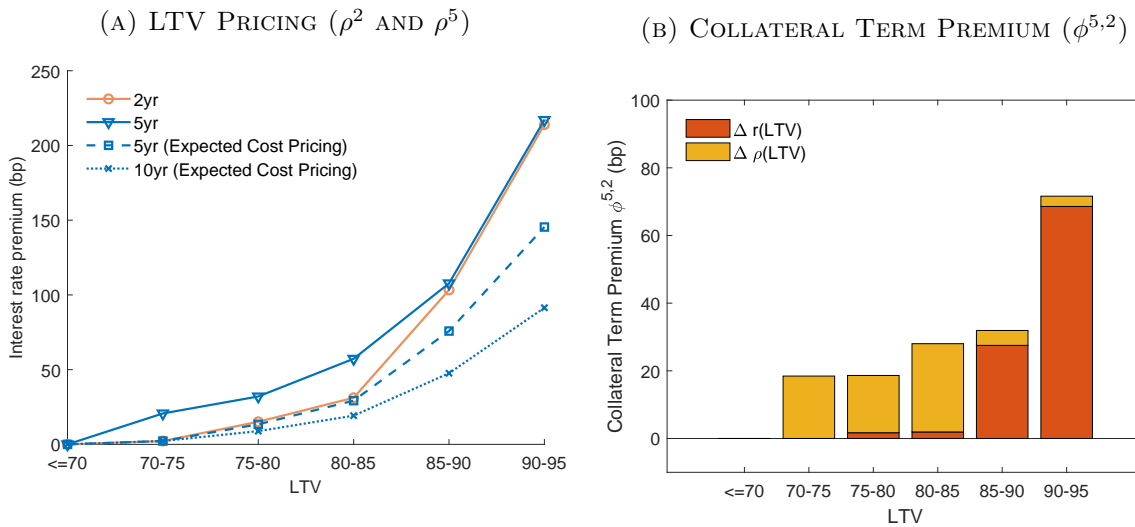 (A) LTV PRICING (ρ² AND ρ⁵)
250
200
150
100
50
0
Interest rate premium (bp)
2yr
5yr
5yr (Expected Cost Pricing)
10yr (Expected Cost Pricing)
<=70 70-75 75-80 80-85 85-90 90-95
LTV
(B) COLLATERAL TERM PREMIUM (ϕ⁵,²)
100
80
60
40
20
0
Collateral Term Premium ϕ⁵,² (bp)
Δ r(LTV)
Δ ρ(LTV)
<=70 70-75 75-80 80-85 85-90 90-95
LTV